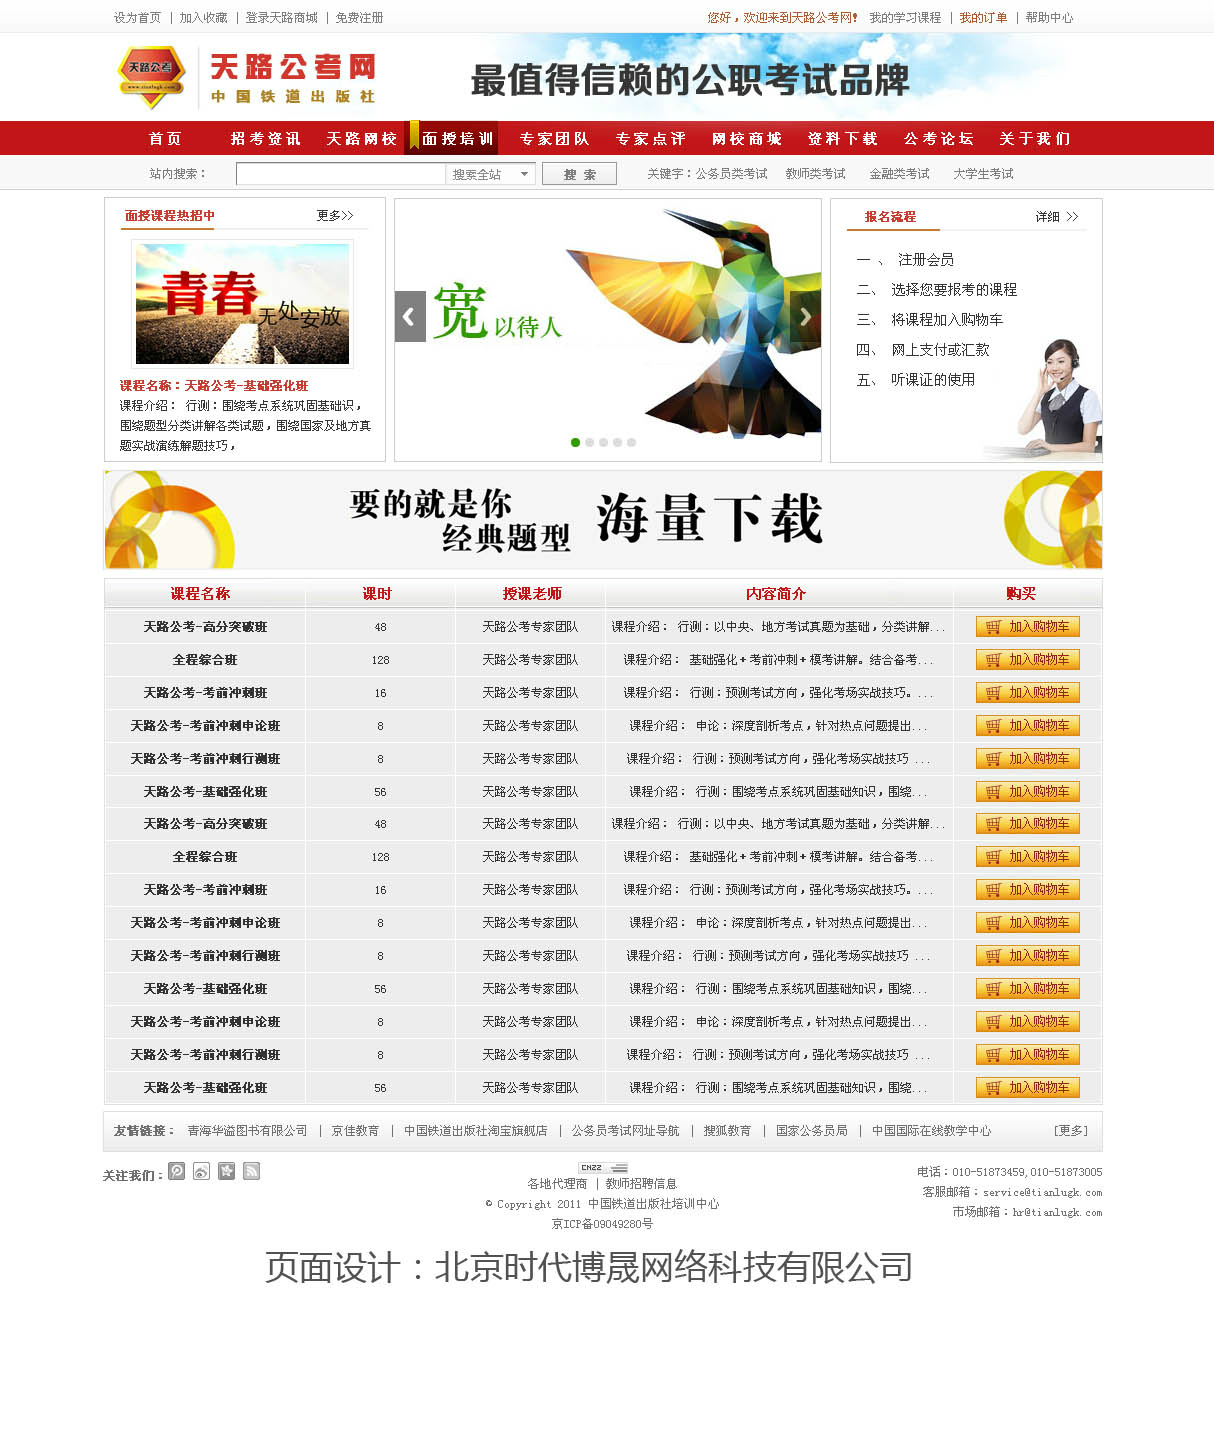 设为首页 | 加入收藏 | 登录天路商城 | 免费注册
您好，欢迎来到天路公考网！ 我的学习课程 | 我的订单 | 帮助中心
天路公考
www.tianlugk.com
天路公考网
中国铁道出版社
最值得信赖的公职考试品牌
首页 招考资讯 天路网校 面授培训 专家团队 专家点评 网校商城 资料下载 公考论坛 关于我们
站内搜索： 搜索全站 搜 索 关键字：公务员类考试 教师类考试 金融类考试 大学生考试
面授课程热招中 更多>>
青春无处安放
课程名称：天路公考-基础强化班
课程介绍： 行测：围绕考点系统巩固基础识，
围绕题型分类讲解各类试题，围绕国家及地方真
题实战演练解题技巧，
宽以待人
报名流程 详细 >>
一 、 注册会员
二、 选择您要报考的课程
三、 将课程加入购物车
四、 网上支付或汇款
五、 听课证的使用
要的就是你
经典题型
海量下载
课程名称 课时 授课老师 内容简介 购买
天路公考-高分突破班 48 天路公考专家团队 课程介绍： 行测：以中央、地方考试真题为基础，分类讲解... 加入购物车
全程综合班 128 天路公考专家团队 课程介绍： 基础强化+考前冲刺+模考讲解。结合备考... 加入购物车
天路公考-考前冲刺班 16 天路公考专家团队 课程介绍： 行测：预测考试方向，强化考场实战技巧。... 加入购物车
天路公考-考前冲刺申论班 8 天路公考专家团队 课程介绍： 申论：深度剖析考点，针对热点问题提出... 加入购物车
天路公考-考前冲刺行测班 8 天路公考专家团队 课程介绍： 行测：预测考试方向，强化考场实战技巧 ... 加入购物车
天路公考-基础强化班 56 天路公考专家团队 课程介绍： 行测：围绕考点系统巩固基础知识，围绕... 加入购物车
天路公考-高分突破班 48 天路公考专家团队 课程介绍： 行测：以中央、地方考试真题为基础，分类讲解... 加入购物车
全程综合班 128 天路公考专家团队 课程介绍： 基础强化+考前冲刺+模考讲解。结合备考... 加入购物车
天路公考-考前冲刺班 16 天路公考专家团队 课程介绍： 行测：预测考试方向，强化考场实战技巧。... 加入购物车
天路公考-考前冲刺申论班 8 天路公考专家团队 课程介绍： 申论：深度剖析考点，针对热点问题提出... 加入购物车
天路公考-考前冲刺行测班 8 天路公考专家团队 课程介绍： 行测：预测考试方向，强化考场实战技巧 ... 加入购物车
天路公考-基础强化班 56 天路公考专家团队 课程介绍： 行测：围绕考点系统巩固基础知识，围绕... 加入购物车
天路公考-考前冲刺申论班 8 天路公考专家团队 课程介绍： 申论：深度剖析考点，针对热点问题提出... 加入购物车
天路公考-考前冲刺行测班 8 天路公考专家团队 课程介绍： 行测：预测考试方向，强化考场实战技巧 ... 加入购物车
天路公考-基础强化班 56 天路公考专家团队 课程介绍： 行测：围绕考点系统巩固基础知识，围绕... 加入购物车
友情链接： 青海华溢图书有限公司 | 京佳教育 | 中国铁道出版社淘宝旗舰店 | 公务员考试网址导航 | 搜狐教育 | 国家公务员局 | 中国国际在线教学中心 [更多]
关注我们：
CNZZ
各地代理商 | 教师招聘信息
© Copyright 2011 中国铁道出版社培训中心
京ICP备09049280号
电话：010-51873459,010-51873005
客服邮箱：service@tianlugk.com
市场邮箱：hr@tianlugk.com
页面设计：北京时代博晟网络科技有限公司